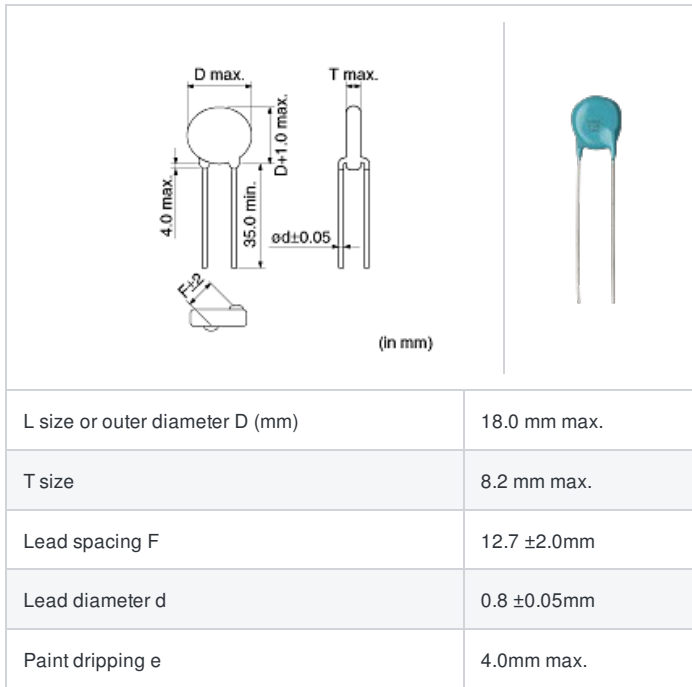 D max.
T max.
D+1.0 max.
4.0 max.
35.0 min.
ød±0.05
F±2
(in mm)
L size or outer diameter D (mm)
18.0 mm max.
T size
8.2 mm max.
Lead spacing F
12.7 ±2.0mm
Lead diameter d
0.8 ±0.05mm
Paint dripping e
4.0mm max.